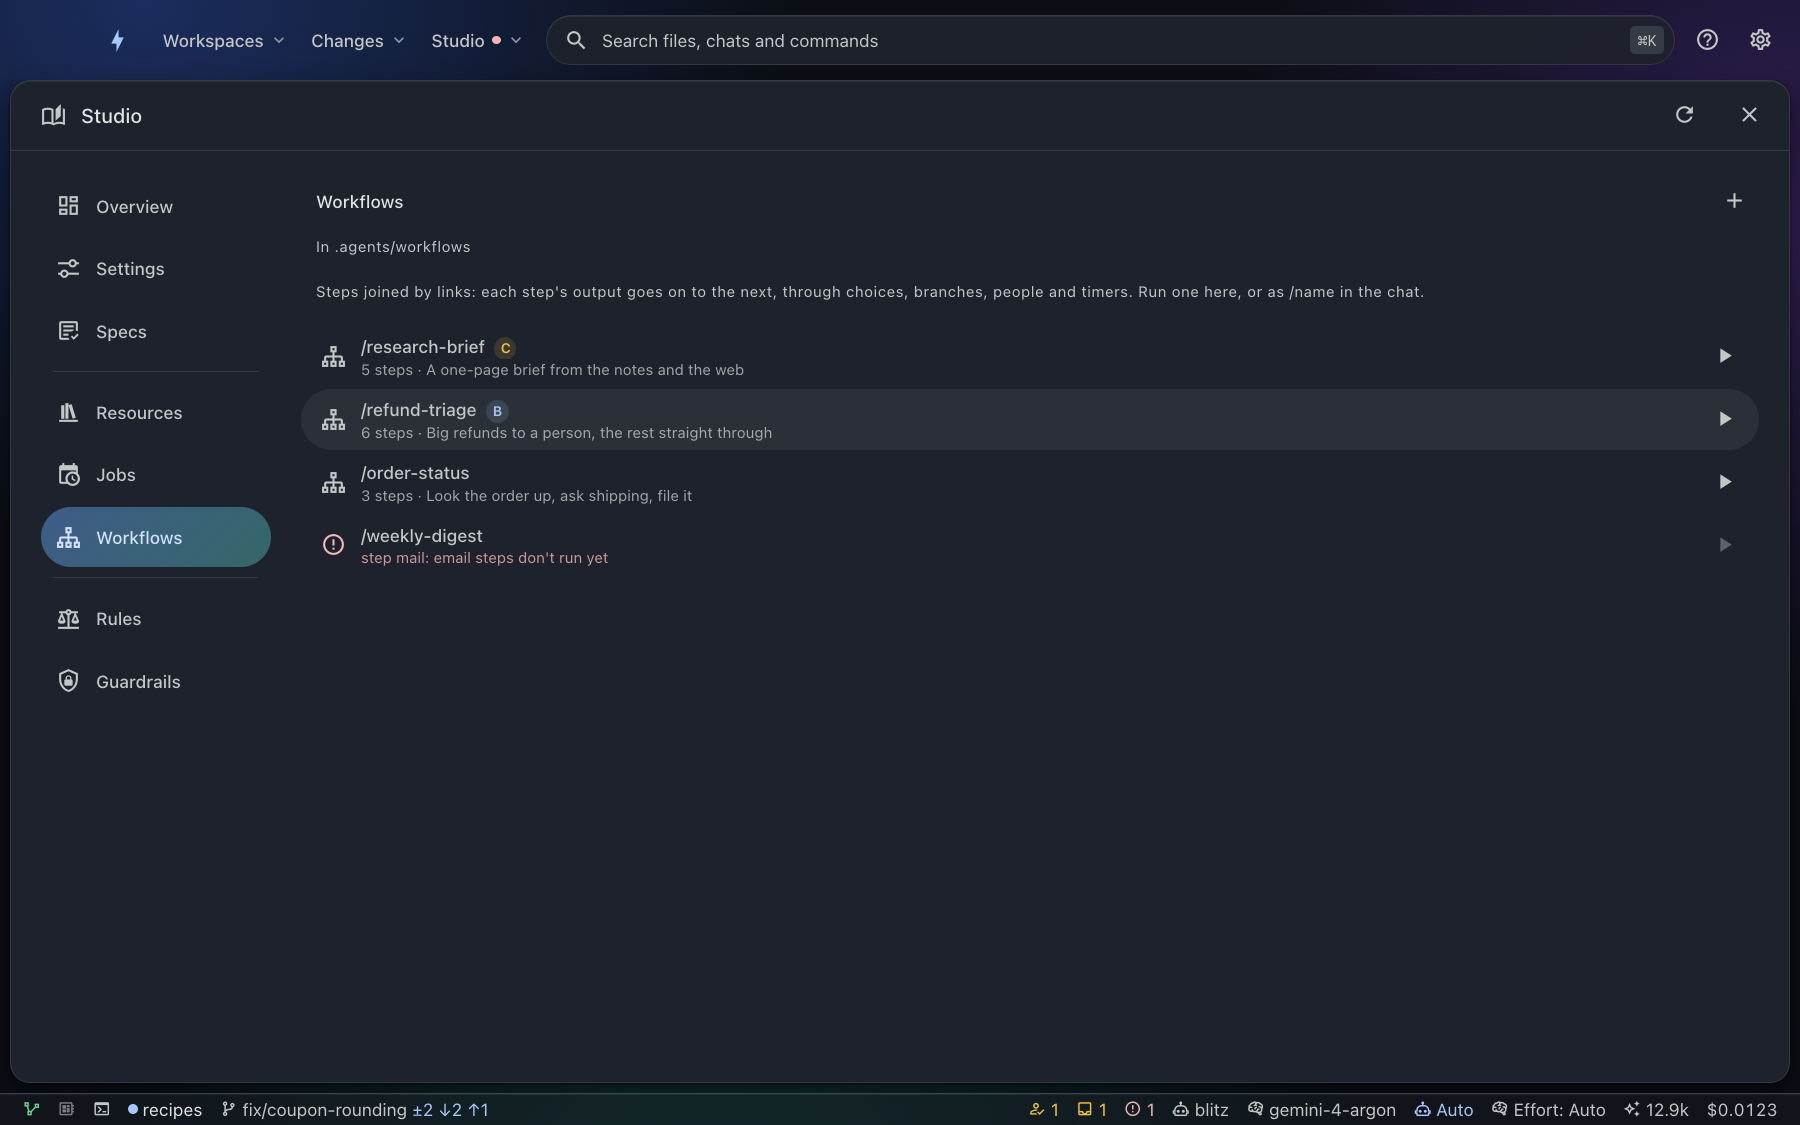 Workspaces
Changes
Studio
Search files, chats and commands
⌘K
Studio
Overview
Settings
Specs
Resources
Jobs
Workflows
Rules
Guardrails
Workflows
In .agents/workflows
Steps joined by links: each step's output goes on to the next, through choices, branches, people and timers. Run one here, or as /name in the chat.
/research-brief C
5 steps · A one-page brief from the notes and the web
/refund-triage B
6 steps · Big refunds to a person, the rest straight through
/order-status
3 steps · Look the order up, ask shipping, file it
/weekly-digest
step mail: email steps don't run yet
recipes fix/coupon-rounding ±2 ↓2 ↑1 1 1 1 blitz gemini-4-argon Auto Effort: Auto 12.9k $0.0123